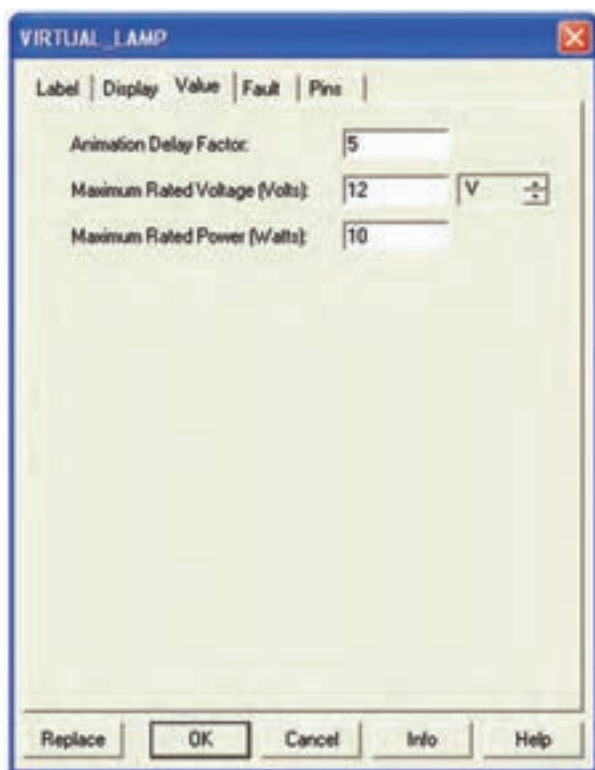 VIRTUAL_LAMP
Label Display Value Fault Pins
Animation Delay Factor: 5
Maximum Rated Voltage (Volts): 12 V
Maximum Rated Power (Watts): 10
Replace OK Cancel Info Help